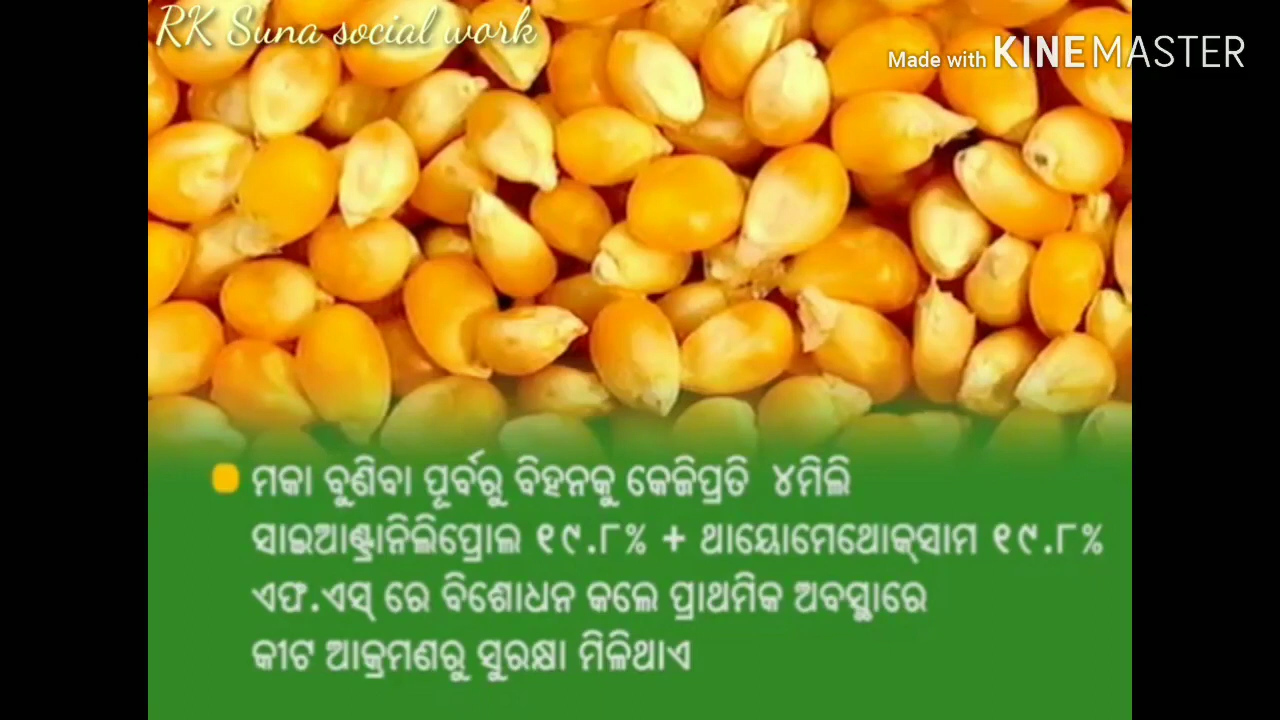 RK Suna social work
Made with KINEMASTER
ମକା ବୁଣିବା ପୂର୍ବରୁ ବିହନକୁ କେଜିପ୍ରତି ୪ମିଲି
ସାଇଆଣ୍ଟ୍ରାନିଲିପ୍ରୋଲ ୧୯.୮% + ଥାୟୋମେଥୋକ୍‌ସାମ ୧୯.୮%
ଏଫ.ଏସ୍ ରେ ବିଶୋଧନ କଲେ ପ୍ରାଥମିକ ଅବସ୍ଥାରେ
କୀଟ ଆକ୍ରମଣରୁ ସୁରକ୍ଷା ମିଳିଥାଏ